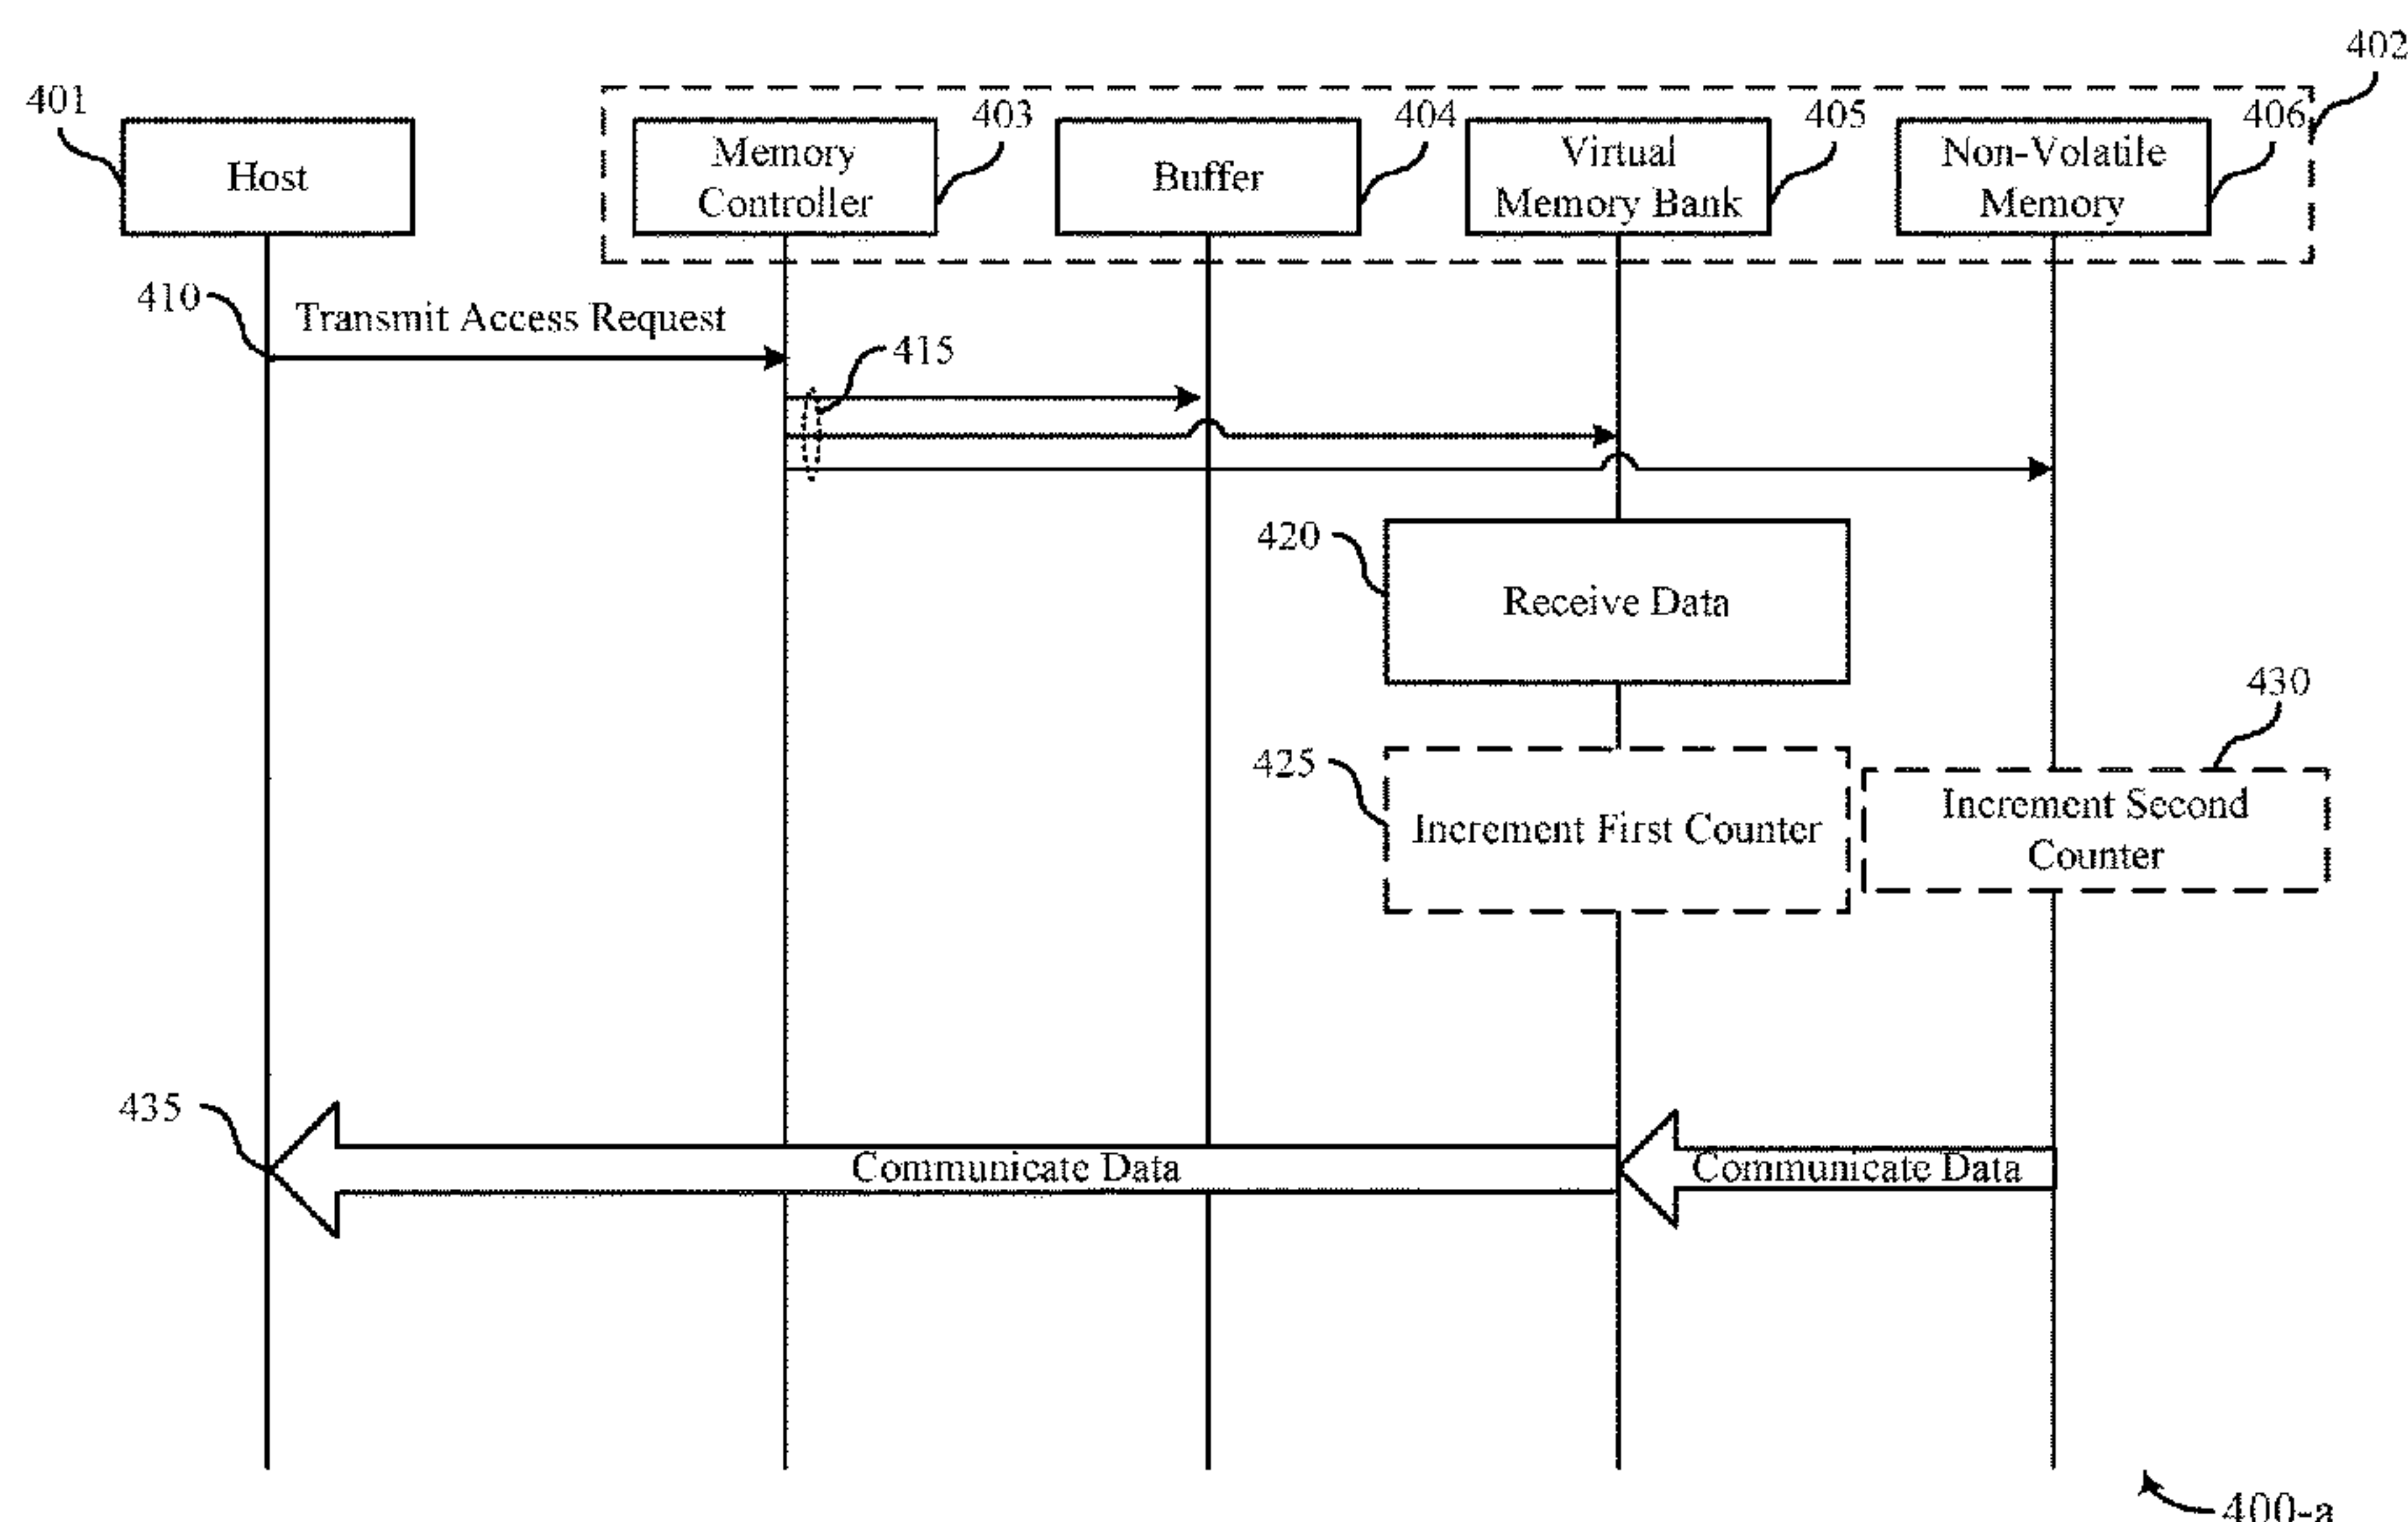 402
401
403
404
405
406
Host
Memory
Controller
Buffer
Virtual
Memory Bank
Non-Volatile
Memory
410
Transmit Access Request
415
420
Receive Data
430
425
Increment First Counter
Increment Second
Counter
435
Communicate Data
Communicate Data
400-a